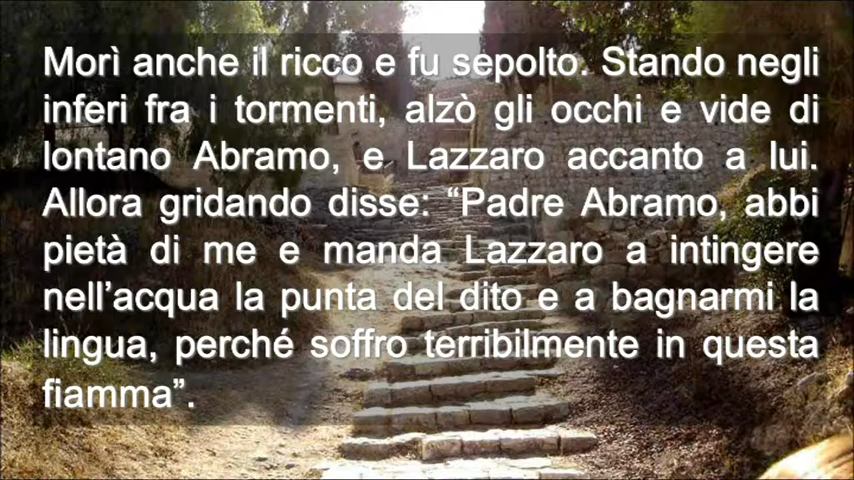 Morì anche il ricco e fu sepolto. Stando negli
inferi fra i tormenti, alzò gli occhi e vide di
lontano Abramo, e Lazzaro accanto a lui.
Allora gridando disse: “Padre Abramo, abbi
pietà di me e manda Lazzaro a intingere
nell’acqua la punta del dito e a bagnarmi la
lingua, perché soffro terribilmente in questa
fiamma”.